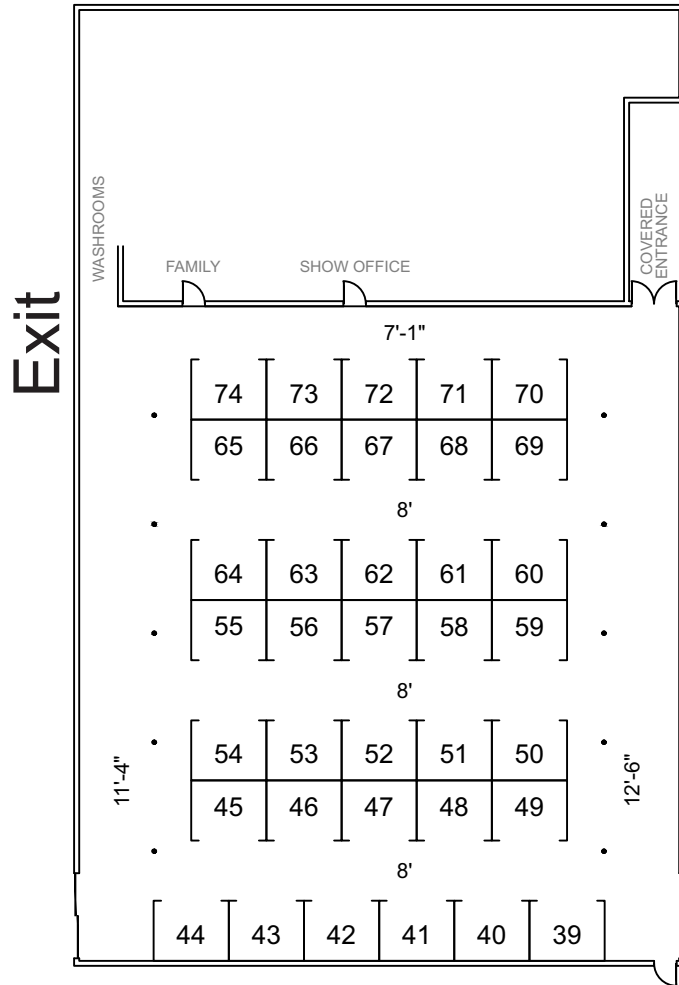 WASHROOMS
COVERED
ENTRANCE
FAMILY
SHOW OFFICE
Exit
7'-1"
74 73 72 71 70
65 66 67 68 69
8'
64 63 62 61 60
55 56 57 58 59
8'
54 53 52 51 50
11'-4"
12'-6"
45 46 47 48 49
8'
44 43 42 41 40 39